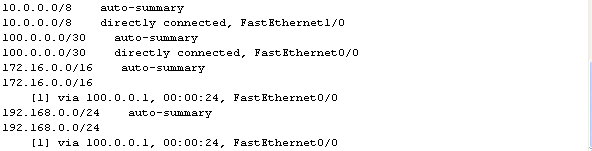 10.0.0.0/8    auto-summary
10.0.0.0/8    directly connected, FastEthernet1/0
100.0.0.0/30    auto-summary
100.0.0.0/30    directly connected, FastEthernet0/0
172.16.0.0/16    auto-summary
172.16.0.0/16
    [1] via 100.0.0.1, 00:00:24, FastEthernet0/0
192.168.0.0/24    auto-summary
192.168.0.0/24
    [1] via 100.0.0.1, 00:00:24, FastEthernet0/0